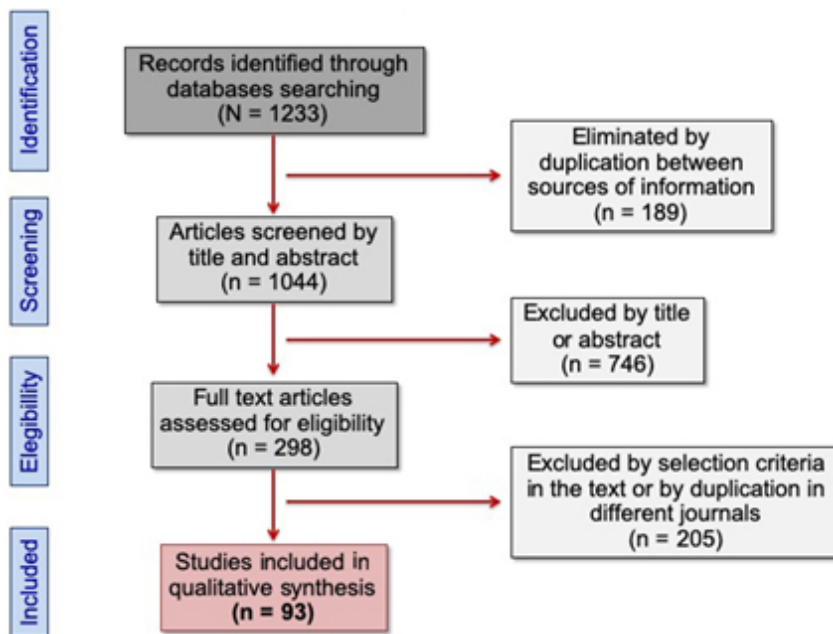 Identification
Records identified through
databases searching
(N = 1233)
Eliminated by
duplication between
sources of information
(n = 189)
Screening
Articles screened by
title and abstract
(n = 1044)
Excluded by title
or abstract
(n = 746)
Elegibillity
Full text articles
assessed for eligibility
(n = 298)
Excluded by selection criteria
in the text or by duplication in
different journals
(n = 205)
Included
Studies included in
qualitative synthesis
(n = 93)